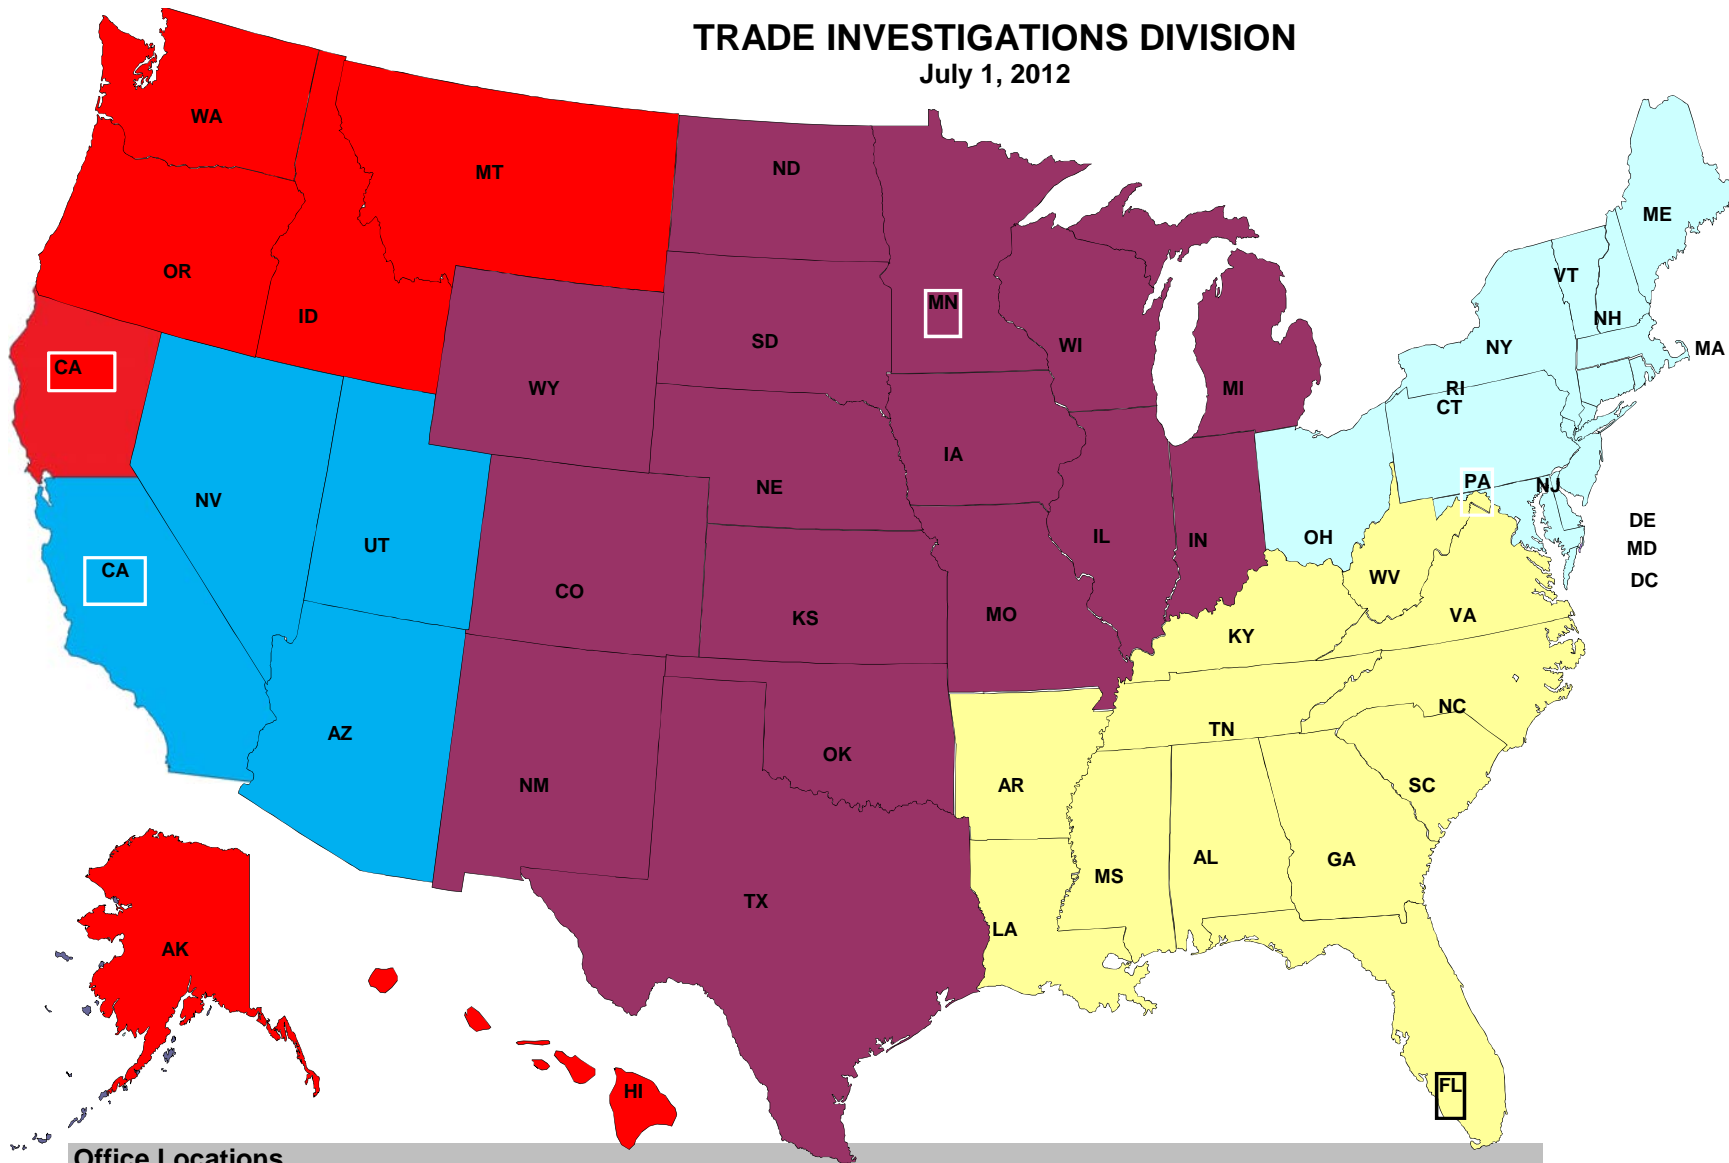 TRADE INVESTIGATIONS DIVISION
July 1, 2012
WA
MT
ND
ME
OR
VT
ID
MN
NH
SD
WI
NY
MA
CA
WY
MI
RI
CT
IA
NV
NE
PA
NJ
DE
UT
IL
IN
OH
MD
CA
CO
WV
DC
KS
MO
KY
VA
AZ
NC
TN
OK
NM
AR
SC
AL
GA
MS
TX
LA
AK
HI
FL
Office Locations